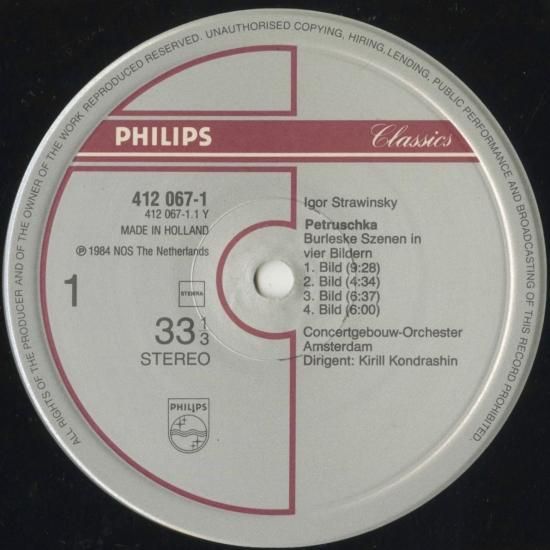 ALL RIGHTS OF THE PRODUCER AND OF THE OWNER OF THE WORK REPRODUCED RESERVED. UNAUTHORISED COPYING, HIRING, LENDING, PUBLIC PERFORMANCE AND BROADCASTING OF THIS RECORD PROHIBITED.
PHILIPS Classics
412 067-1
412 067-1.1 Y
MADE IN HOLLAND
℗ 1984 NOS The Netherlands
1
STEMRA
33 1/3
STEREO
PHILIPS
Igor Strawinsky
Petruschka
Burleske Szenen in
vier Bildern
1. Bild (9:28)
2. Bild (4:34)
3. Bild (6:37)
4. Bild (6:00)
Concertgebouw-Orchester
Amsterdam
Dirigent: Kirill Kondrashin